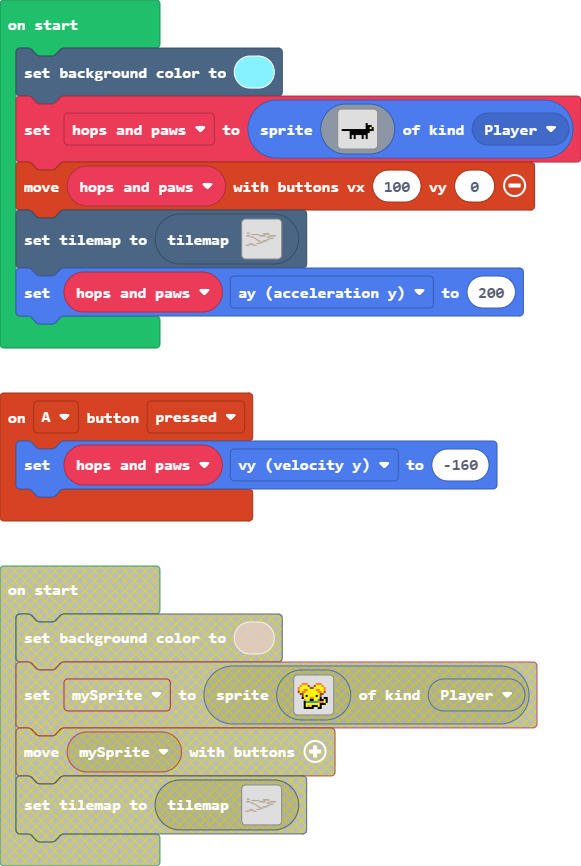 on start
set background color to
set hops and paws to sprite of kind Player
move hops and paws with buttons vx 100 vy 0
set tilemap to tilemap
set hops and paws ay (acceleration y) to 200
on A button pressed
set hops and paws vy (velocity y) to -160
on start
set background color to
set mySprite to sprite of kind Player
move mySprite with buttons
set tilemap to tilemap